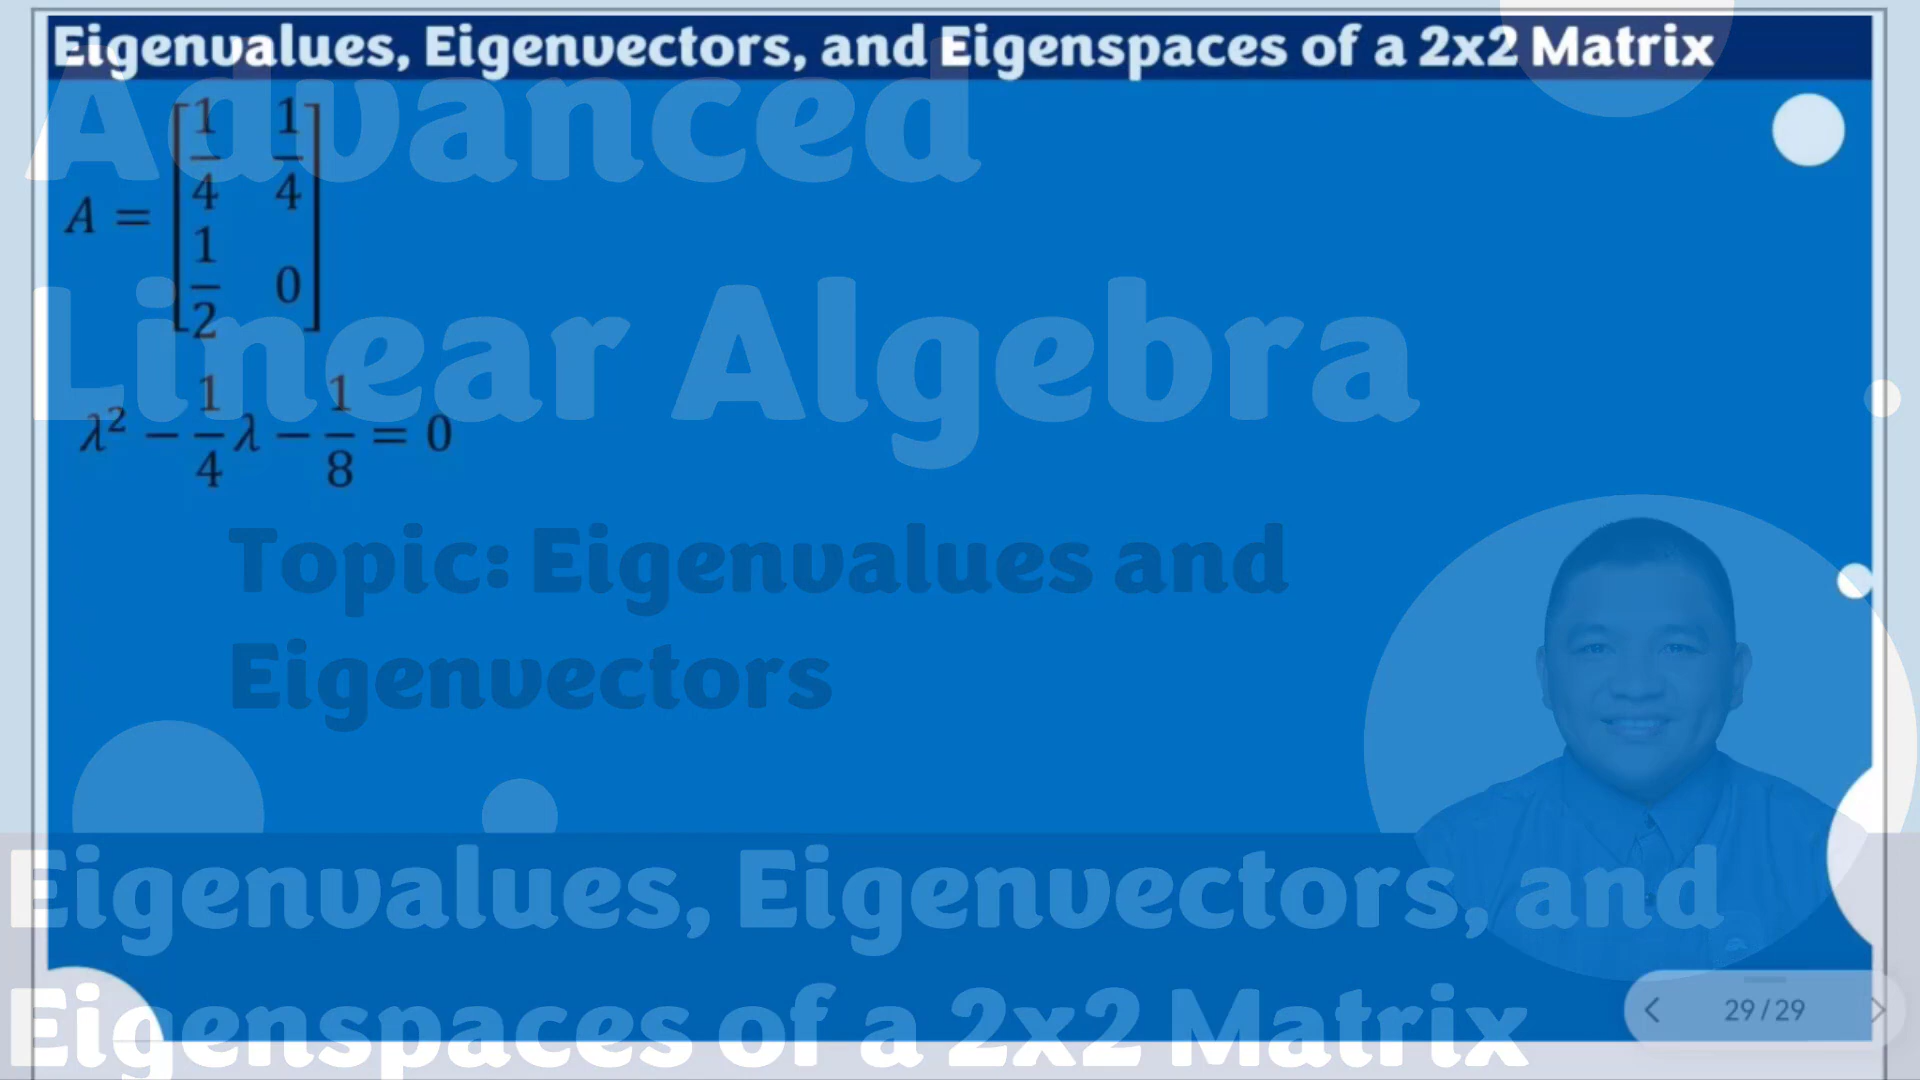 Eigenvalues, Eigenvectors, and Eigenspaces of a 2x2 Matrix
Advanced
A = [1/4 1/4
1/2 0]
Linear Algebra
λ² − 1/4 λ − 1/8 = 0
Topic: Eigenvalues and
Eigenvectors
Eigenvalues, Eigenvectors, and
Eigenspaces of a 2x2 Matrix
29/29